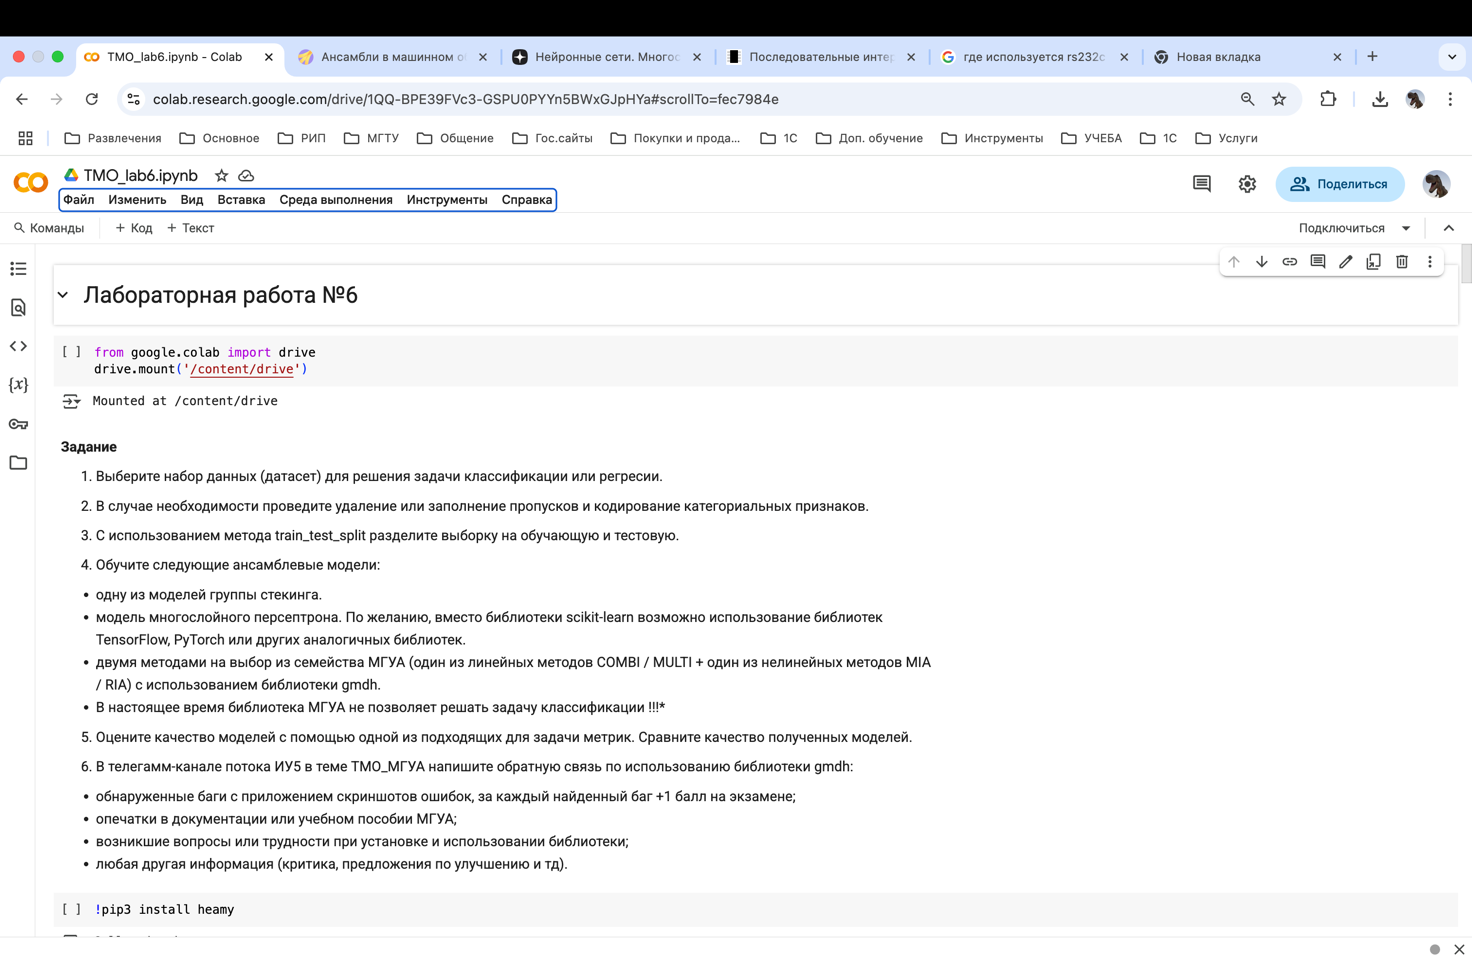 TMO_lab6.ipynb - Colab
Ансамбли в машинном о
Нейронные сети. Многос
Последовательные интер
где используется rs232с
Новая вкладка
colab.research.google.com/drive/1QQ-BPE39FVc3-GSPU0PYYn5BWxGJpHYa#scrollTo=fec7984e
Развлечения Основное РИП МГТУ Общение Гос.сайты Покупки и прода... 1С Доп. обучение Инструменты УЧЕБА 1С Услуги
TMO_lab6.ipynb
Файл Изменить Вид Вставка Среда выполнения Инструменты Справка
Поделиться
Команды + Код + Текст
Подключиться
Лабораторная работа №6
[ ] from google.colab import drive
drive.mount('/content/drive')
Mounted at /content/drive
Задание
1. Выберите набор данных (датасет) для решения задачи классификации или регресии.
2. В случае необходимости проведите удаление или заполнение пропусков и кодирование категориальных признаков.
3. С использованием метода train_test_split разделите выборку на обучающую и тестовую.
4. Обучите следующие ансамблевые модели:
• одну из моделей группы стекинга.
• модель многослойного персептрона. По желанию, вместо библиотеки scikit-learn возможно использование библиотек
TensorFlow, PyTorch или других аналогичных библиотек.
• двумя методами на выбор из семейства МГУА (один из линейных методов COMBI / MULTI + один из нелинейных методов MIA
/ RIA) с использованием библиотеки gmdh.
• В настоящее время библиотека МГУА не позволяет решать задачу классификации !!!*
5. Оцените качество моделей с помощью одной из подходящих для задачи метрик. Сравните качество полученных моделей.
6. В телегамм-канале потока ИУ5 в теме ТМО_МГУА напишите обратную связь по использованию библиотеки gmdh:
• обнаруженные баги с приложением скриншотов ошибок, за каждый найденный баг +1 балл на экзамене;
• опечатки в документации или учебном пособии МГУА;
• возникшие вопросы или трудности при установке и использовании библиотеки;
• любая другая информация (критика, предложения по улучшению и тд).
[ ] !pip3 install heamy